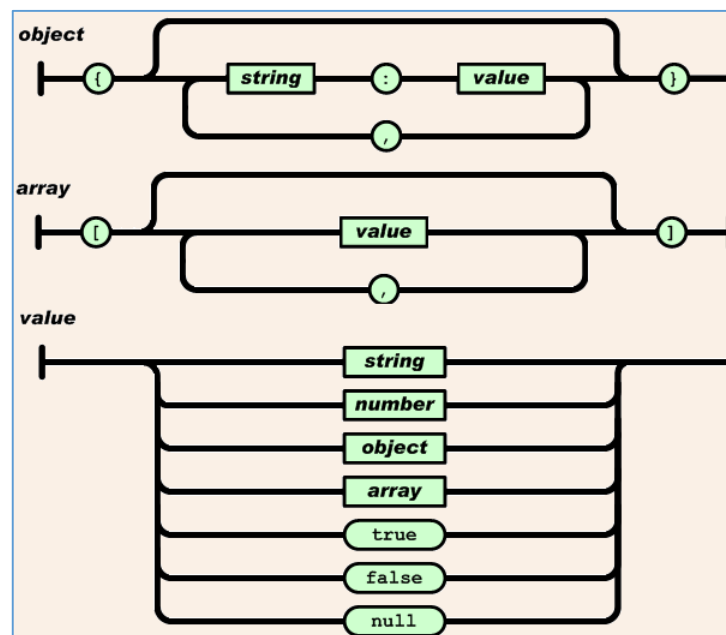 object
{ string : value }
,
array
[ value ]
,
value
string
number
object
array
true
false
null